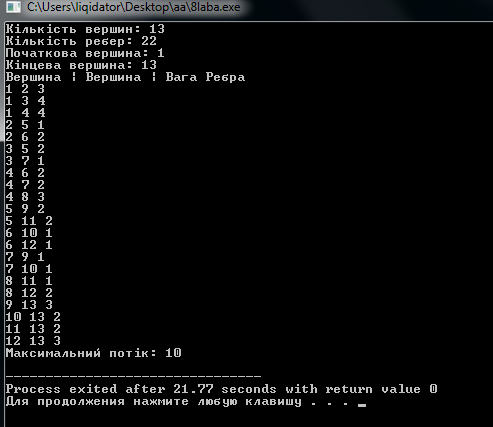 C:\Users\liqidator\Desktop\aa\8laba.exe
Кількість вершин: 13
Кількість ребер: 22
Початкова вершина: 1
Кінцева вершина: 13
Вершина ¦ Вершина ¦ Вага Ребра
1 2 3
1 3 4
1 4 4
2 5 1
2 6 2
3 5 2
3 7 1
4 6 2
4 7 2
4 8 3
5 9 2
5 11 2
6 10 1
6 12 1
7 9 1
7 10 1
8 11 1
8 12 2
9 13 3
10 13 2
11 13 2
12 13 3
Максимальний потік: 10
--------------------------------
Process exited after 21.77 seconds with return value 0
Для продолжения нажмите любую клавишу . . . _